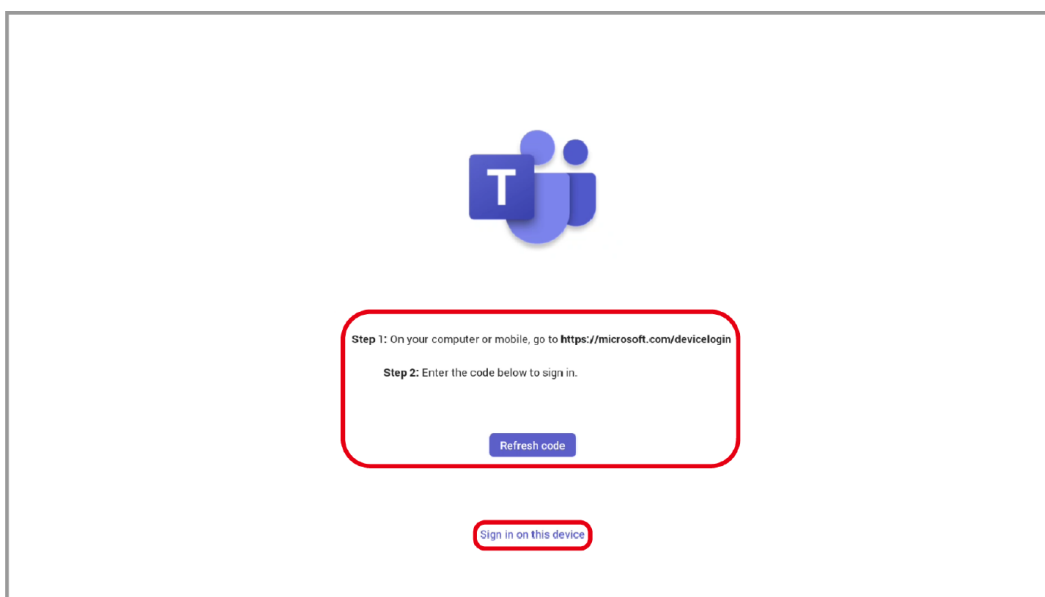 T
Step 1: On your computer or mobile, go to https://microsoft.com/devicelogin
Step 2: Enter the code below to sign in.
Refresh code
Sign in on this device